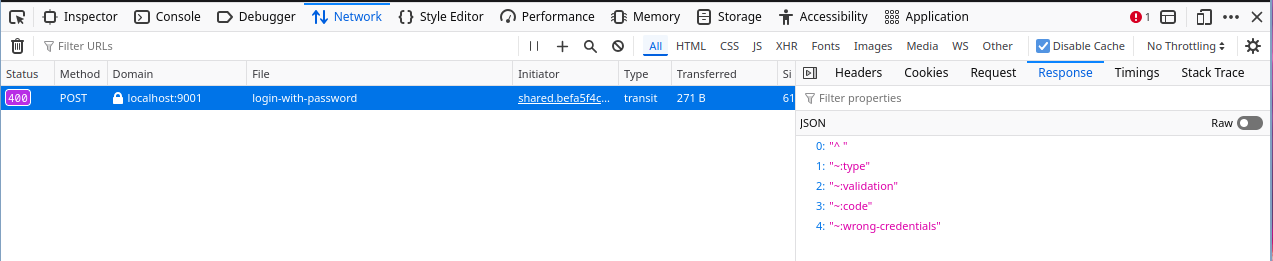 Inspector Console Debugger Network Style Editor Performance Memory Storage Accessibility Application 1
Filter URLs All HTML CSS JS XHR Fonts Images Media WS Other Disable Cache No Throttling
Status Method Domain File Initiator Type Transferred Si Headers Cookies Request Response Timings Stack Trace
400 POST localhost:9001 login-with-password shared.befa5f4c... transit 271 B 61 Filter properties
JSON Raw
0: "^ "
1: "~:type"
2: "~:validation"
3: "~:code"
4: "~:wrong-credentials"